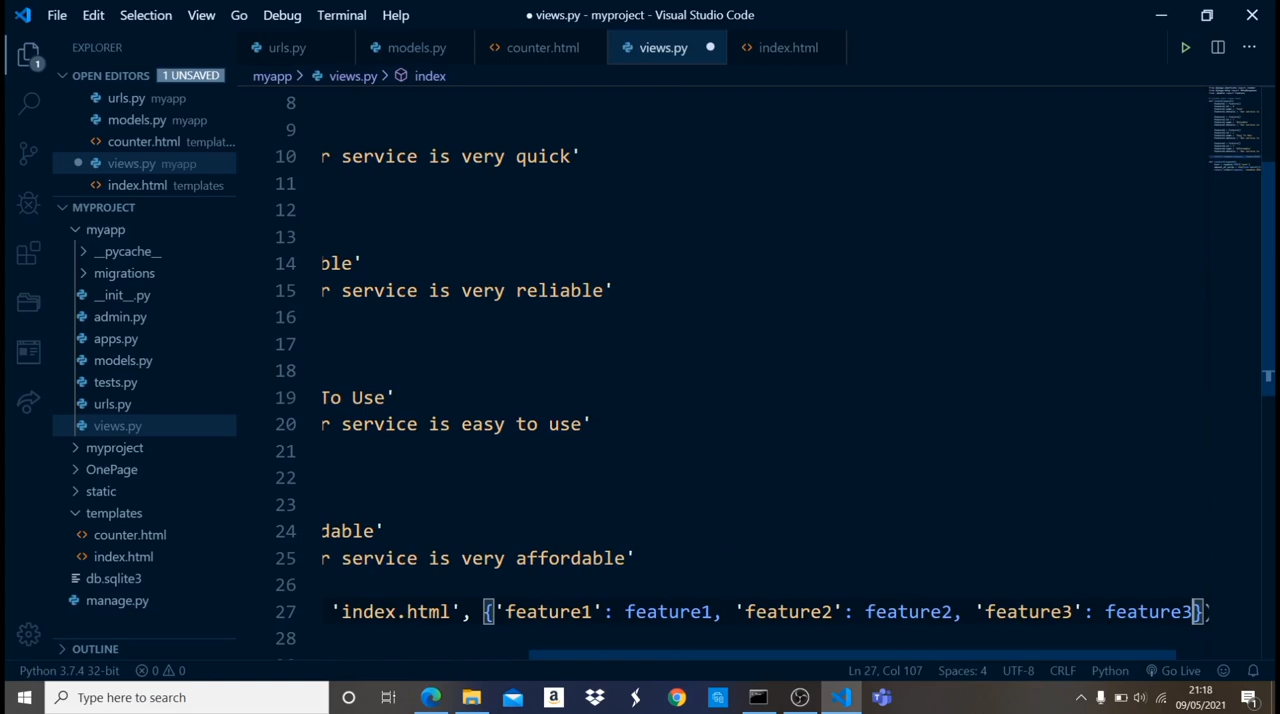 File Edit Selection View Go Debug Terminal Help ● views.py - myproject - Visual Studio Code
EXPLORER
urls.py models.py counter.html views.py index.html
OPEN EDITORS 1 UNSAVED
myapp > views.py > index
urls.py myapp
models.py myapp
counter.html templat...
views.py myapp
index.html templates
MYPROJECT
myapp
__pycache__
migrations
__init__.py
admin.py
apps.py
models.py
tests.py
urls.py
views.py
myproject
OnePage
static
templates
counter.html
index.html
db.sqlite3
manage.py
OUTLINE
8
9
10 r service is very quick'
11
12
13
14 ble'
15 r service is very reliable'
16
17
18
19 To Use'
20 r service is easy to use'
21
22
23
24 dable'
25 r service is very affordable'
26
27 'index.html', {'feature1': feature1, 'feature2': feature2, 'feature3': feature3})
28
Python 3.7.4 32-bit 0 0 Ln 27, Col 107 Spaces: 4 UTF-8 CRLF Python Go Live
Type here to search
21:18
09/05/2021